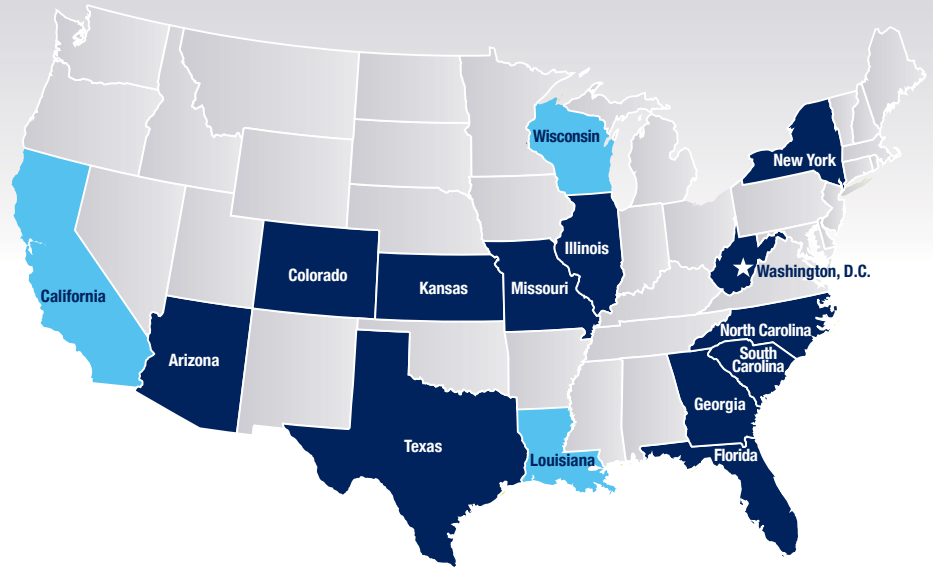 Wisconsin
New York
Illinois
Washington, D.C.
Colorado
Kansas
Missouri
California
North Carolina
Arizona
South
Carolina
Georgia
Texas
Florida
Louisiana